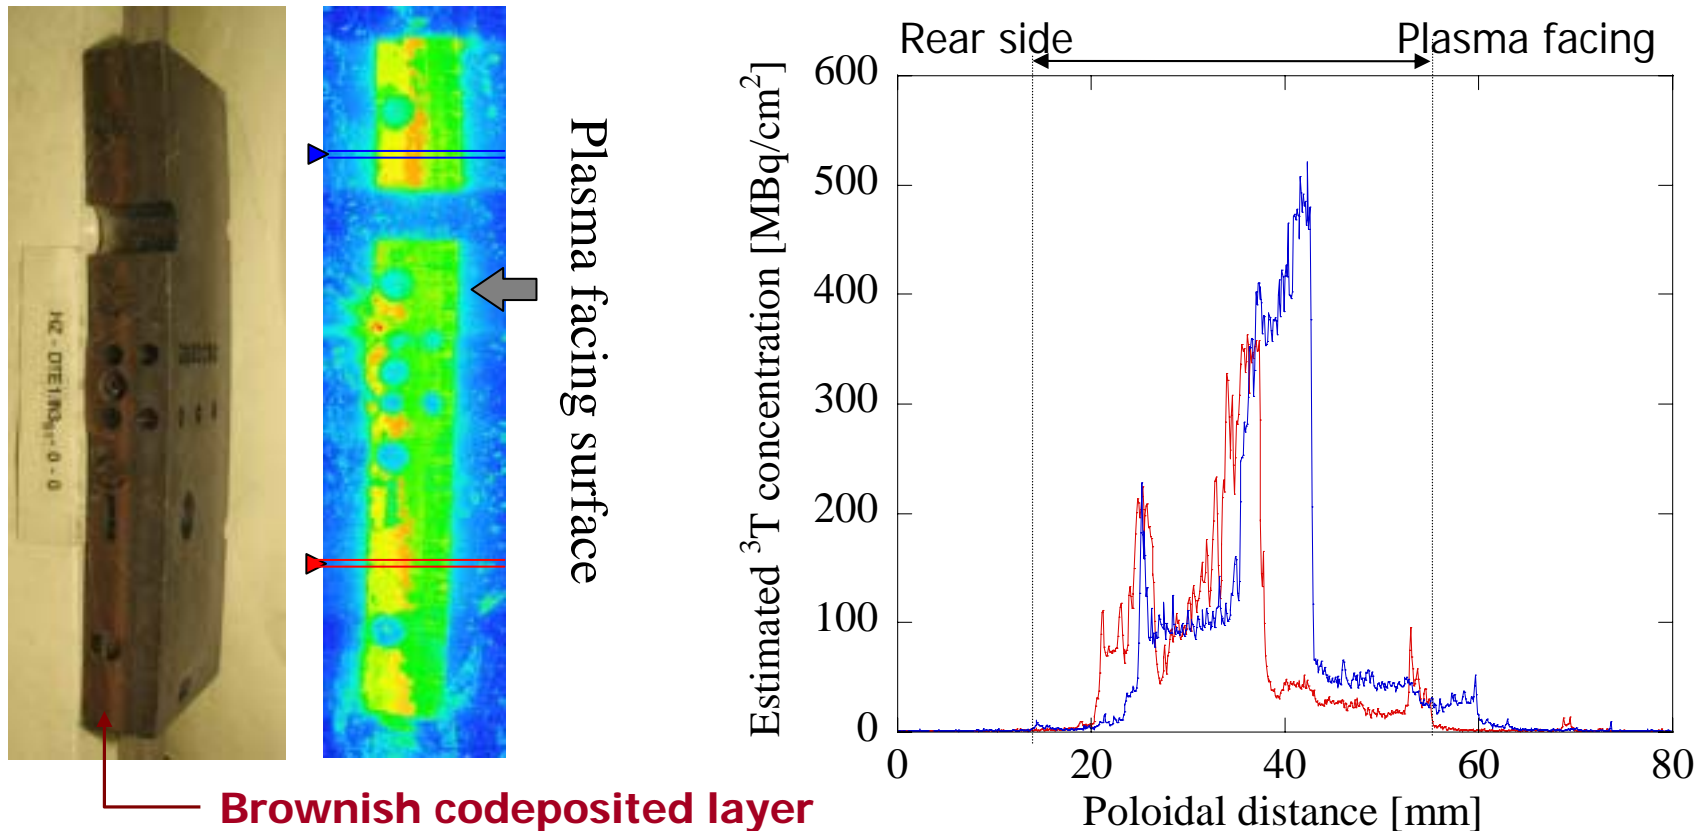 Rear side
Plasma facing
Plasma facing surface
Estimated ³T concentration [MBq/cm²]
600
500
400
300
200
100
0
0
20
40
60
80
Poloidal distance [mm]
Brownish codeposited layer